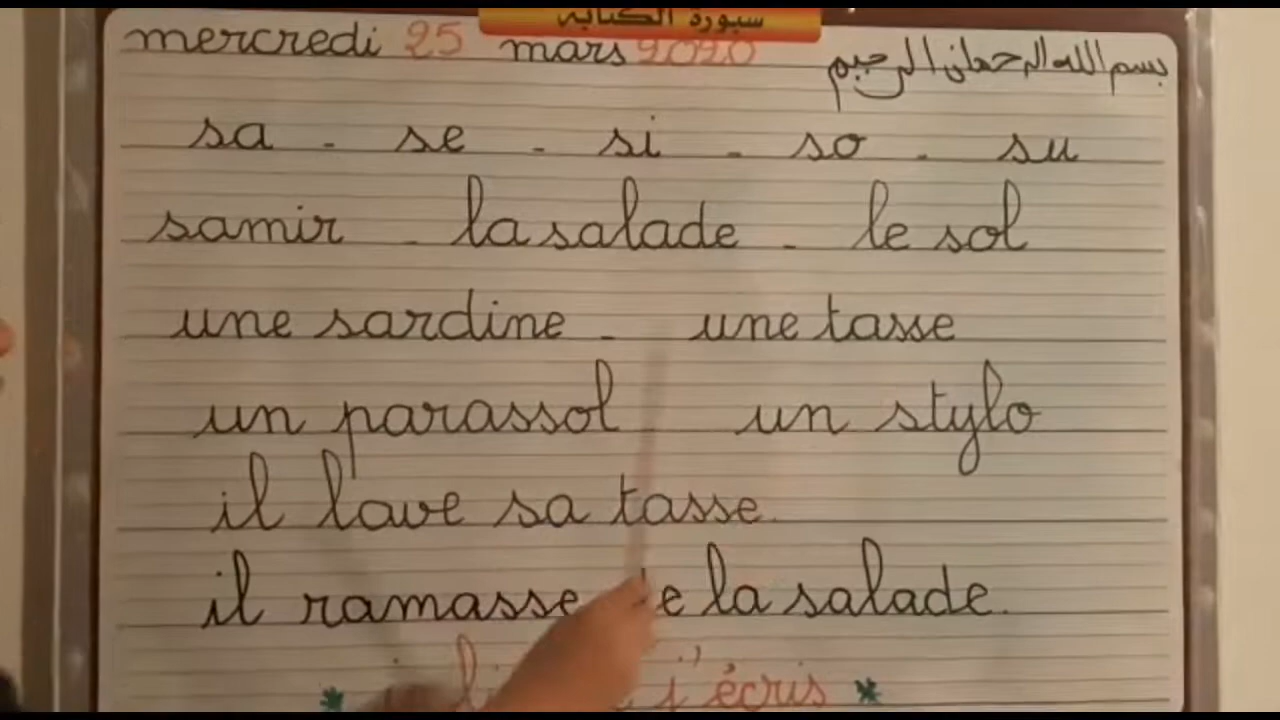 سبورة الكتابة
mercredi 25 mars 2020 بسم الله الرحمان الرحيم
sa - se - si - so - su
samir - la salade - le sol
une sardine - une tasse
un parassol un stylo
il lave sa tasse.
il ramasse de la salade.
* j'écris *